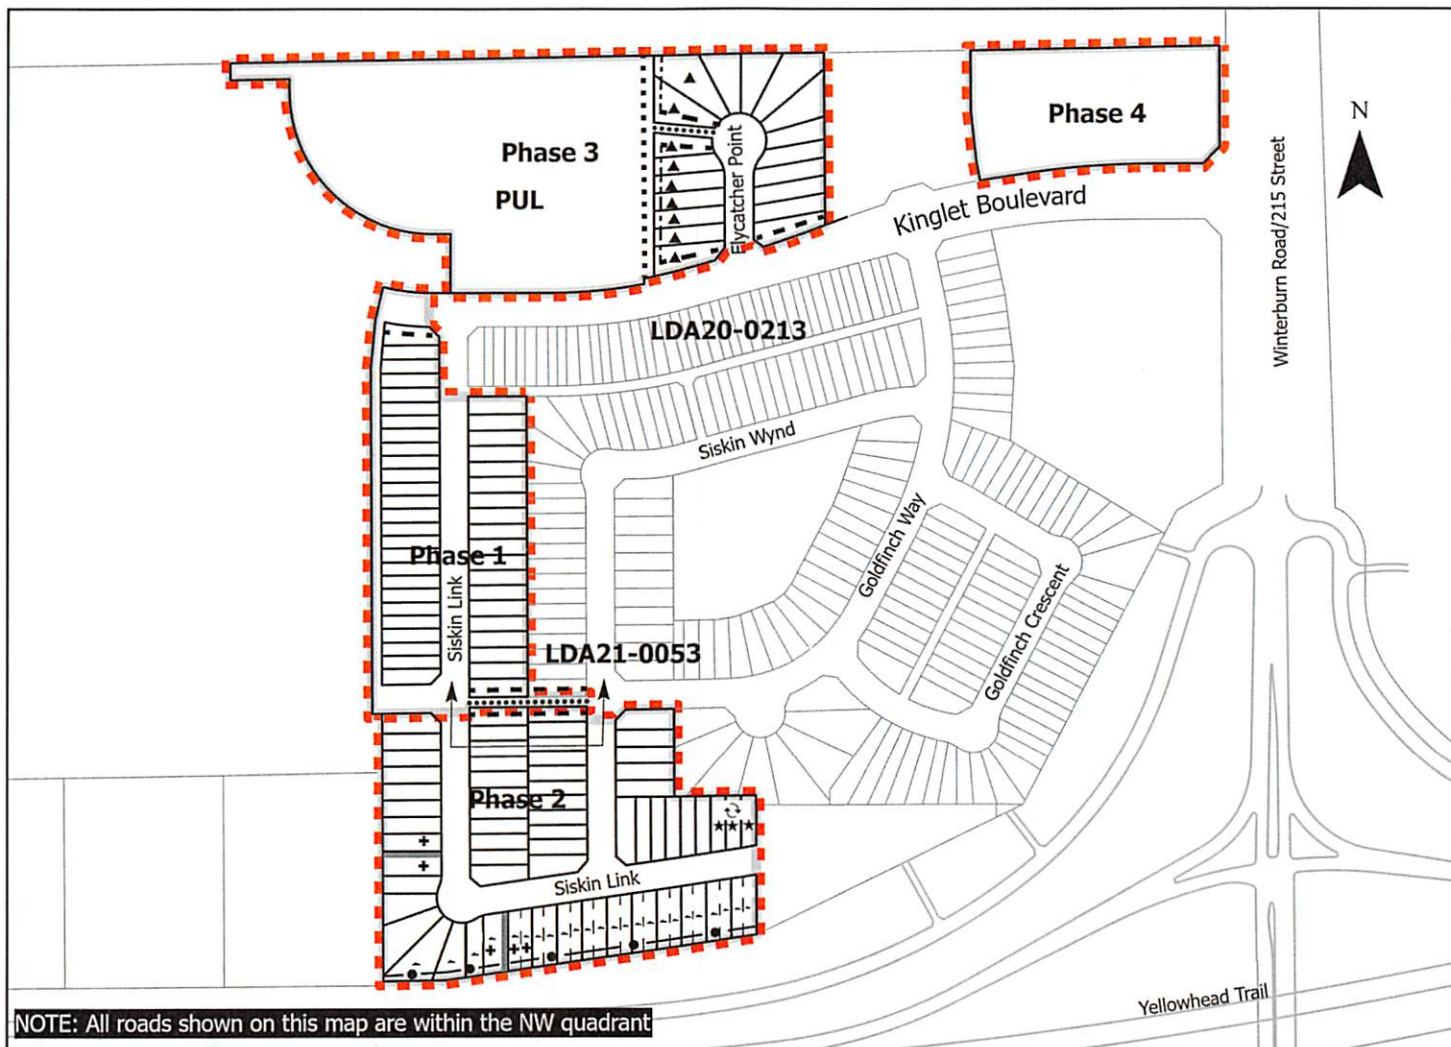 N
Phase 4
Phase 3
PUL
Flycatcher Point
Kinglet Boulevard
Winterburn Road/215 Street
LDA20-0213
Siskin Wynd
Phase 1
Siskin Link
Goldfinch Way
Goldfinch Crescent
LDA21-0053
Phase 2
Siskin Link
Yellowhead Trail
NOTE: All roads shown on this map are within the NW quadrant